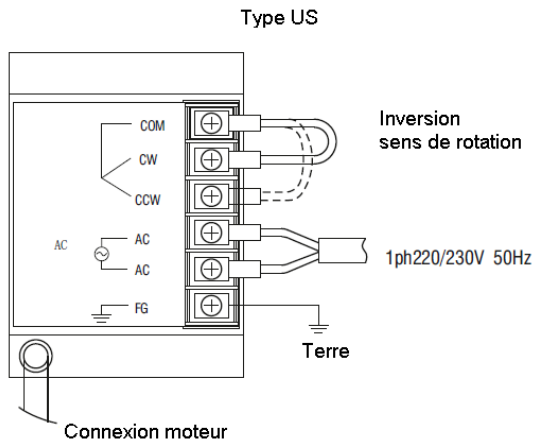 Type US
COM
CW
CCW
AC
AC
AC
FG
Inversion
sens de rotation
1ph220/230V 50Hz
Terre
Connexion moteur